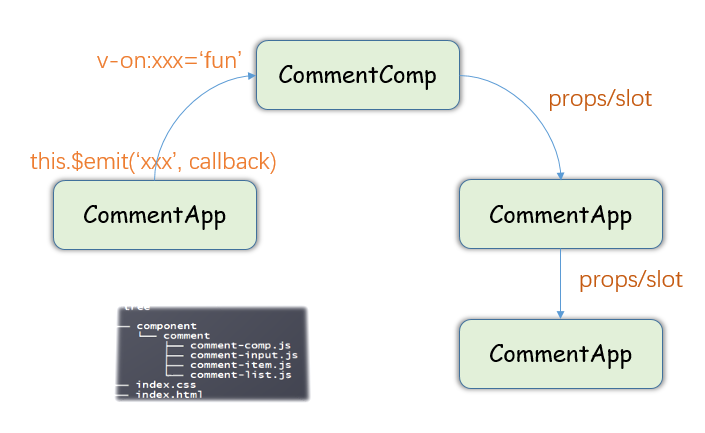 v-on:xxx=‘fun’
CommentComp
props/slot
this.$emit(‘xxx’, callback)
CommentApp
CommentApp
props/slot
CommentApp
tree
component
comment
comment-comp.js
comment-input.js
comment-item.js
comment-list.js
index.css
index.html